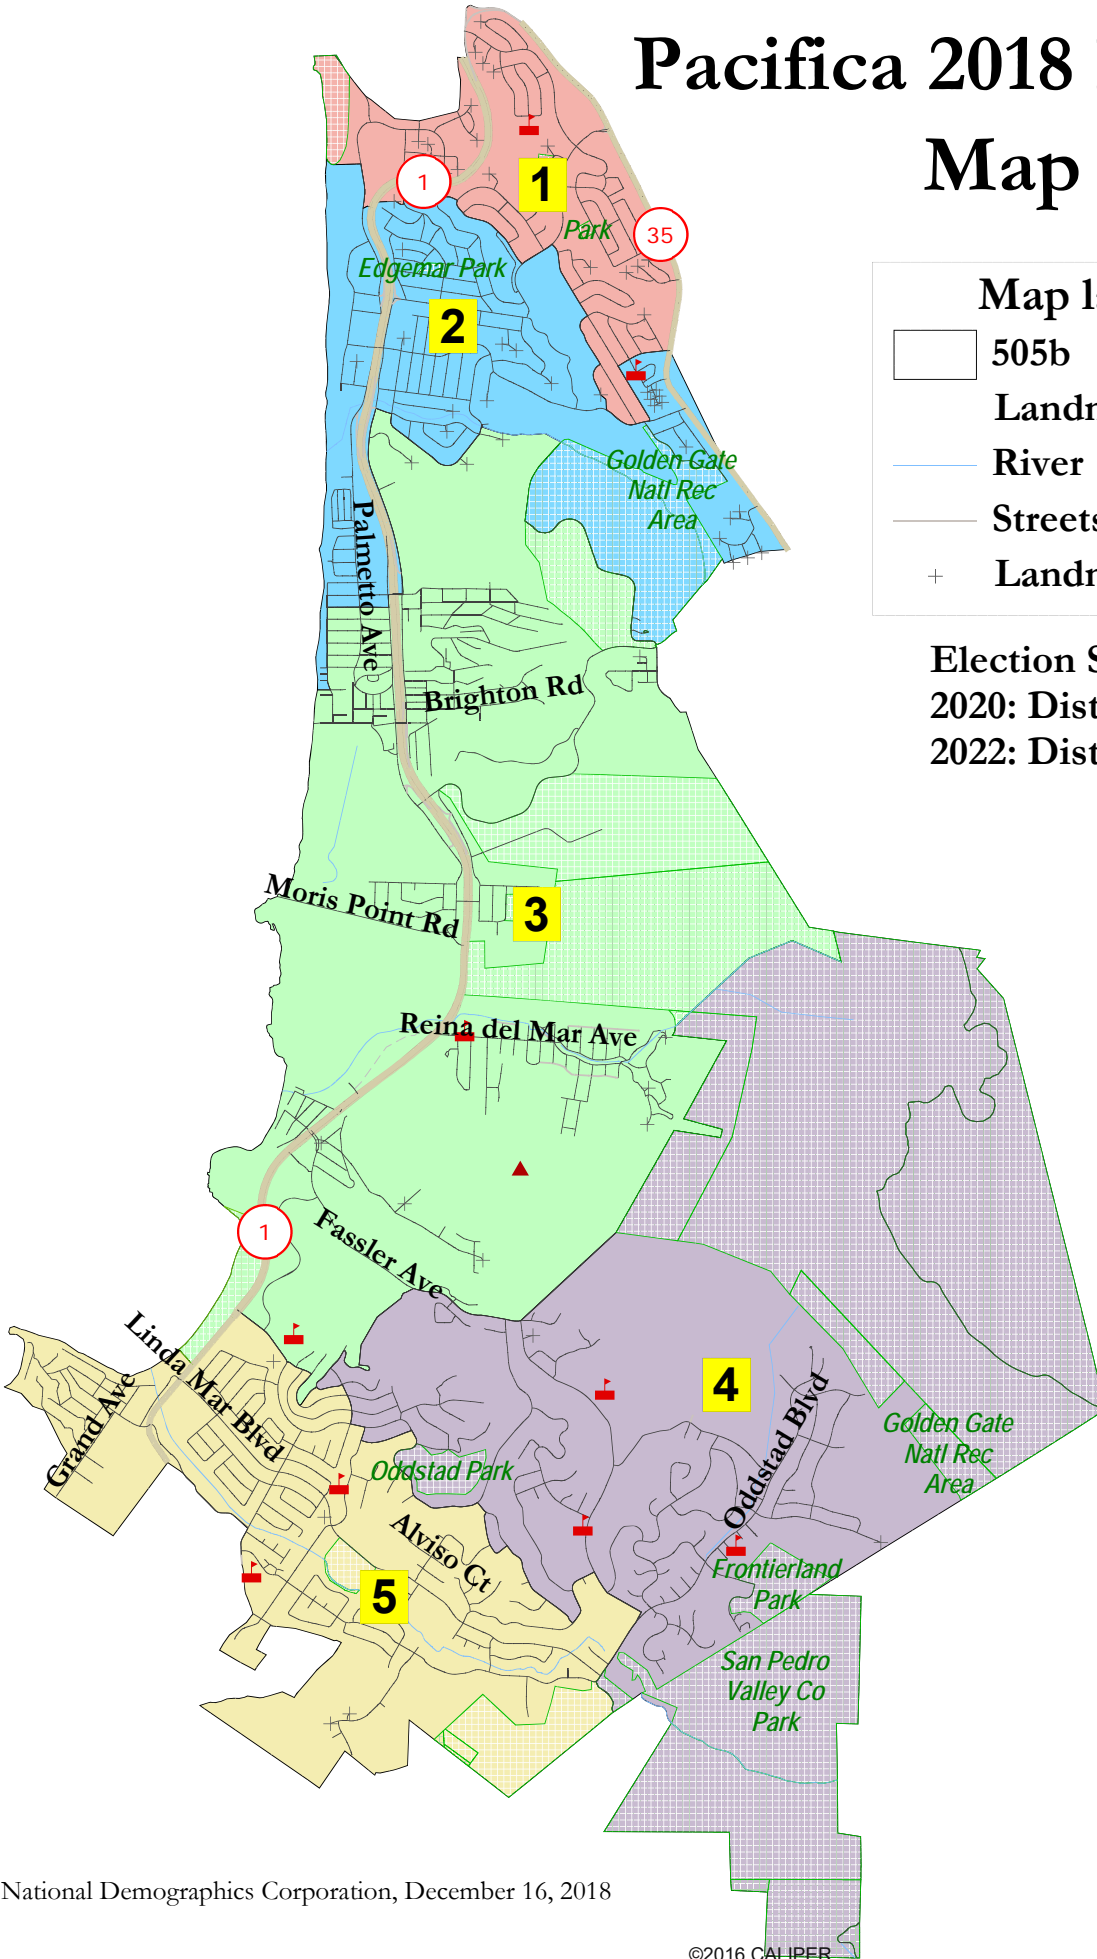 Pacifica 2018
Map
1
1
Park
35
Edgemar Park
2
Map l
505b
Landr
River
Streets
Landr
Golden Gate
Natl Rec
Area
Palmetto Ave
Election S
2020: Dist
2022: Dist
Brighton Rd
Moris Point Rd
3
Reina del Mar Ave
1
Fassler Ave
Linda Mar Blvd
Grand Ave
4
Oddstad Blvd
Golden Gate
Natl Rec
Area
Oddstad Park
Alviso Ct
5
Frontierland
Park
San Pedro
Valley Co
Park
National Demographics Corporation, December 16, 2018
©2016 CALIPER